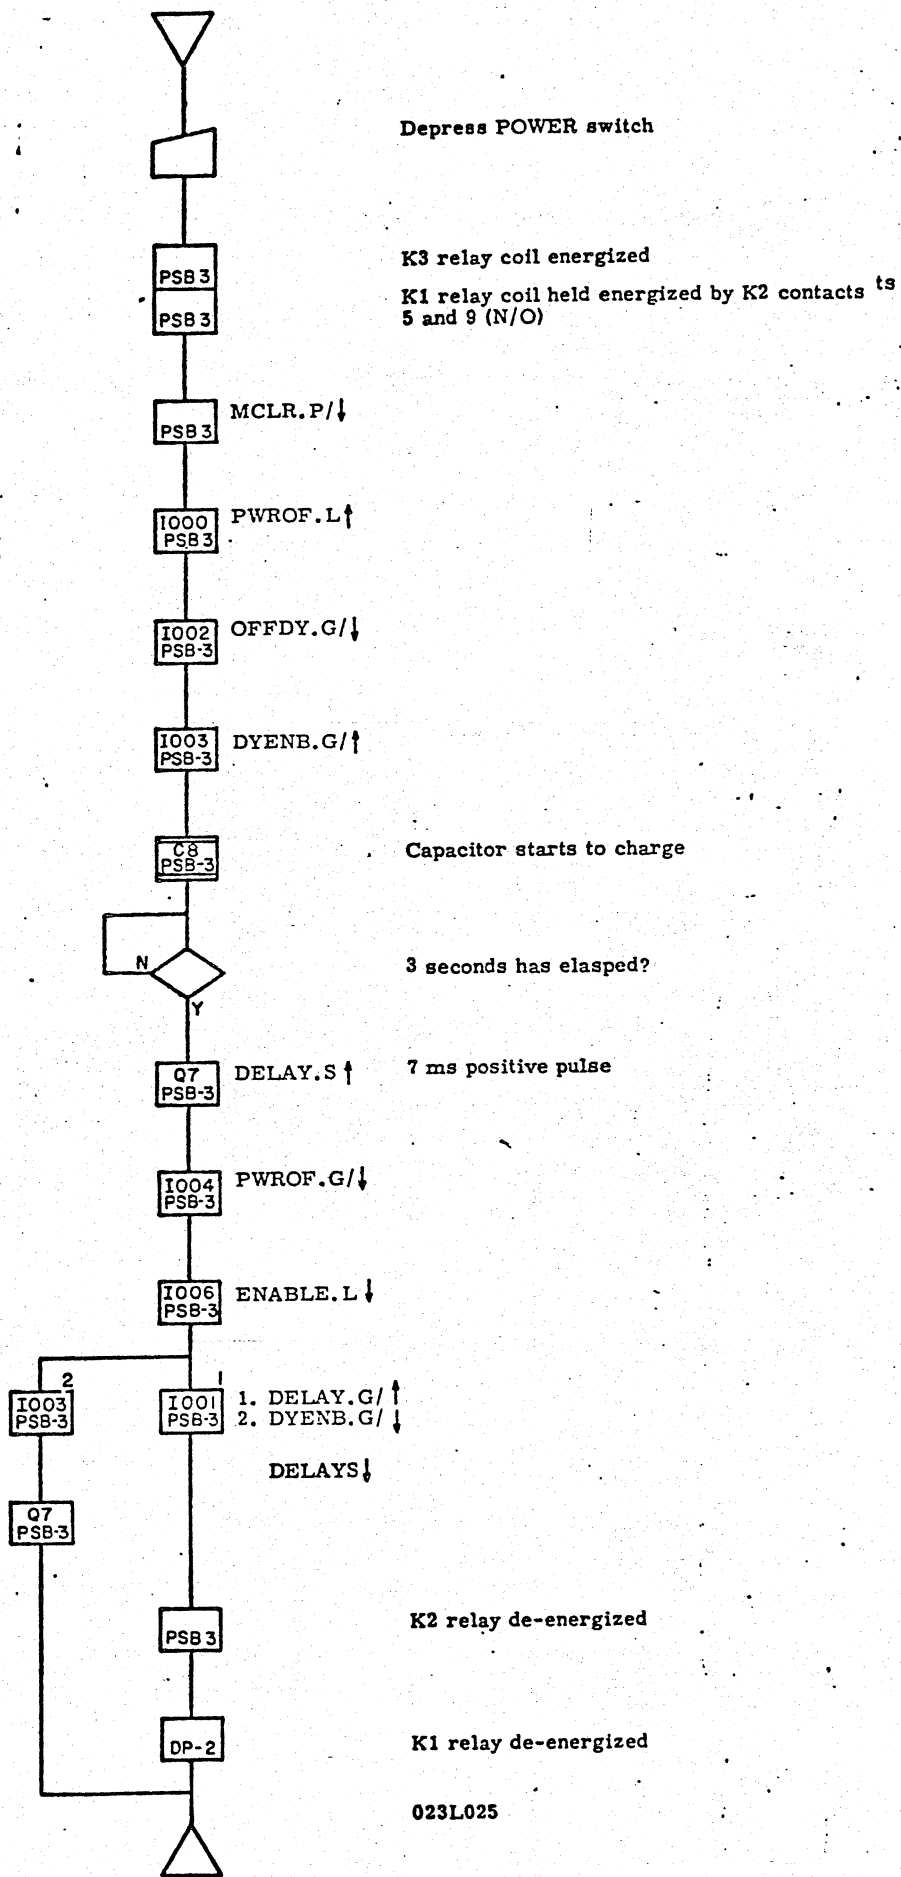 Depress POWER switch
PSB 3
K3 relay coil energized
PSB 3
K1 relay coil held energized by K2 contacts ts
5 and 9 (N/O)
PSB 3
MCLR.P/↓
I000
PSB 3
PWROF.L↑
I002
PSB-3
OFFDY.G/↓
I003
PSB-3
DYENB.G/↑
C8
PSB-3
Capacitor starts to charge
N
Y
3 seconds has elasped?
Q7
PSB-3
DELAY.S↑
7 ms positive pulse
I004
PSB-3
PWROF.G/↓
I006
PSB-3
ENABLE.L↓
2
I003
PSB-3
1
I001
PSB-3
1. DELAY.G/↑
2. DYENB.G/↓
DELAYS↓
Q7
PSB-3
PSB 3
K2 relay de-energized
DP-2
K1 relay de-energized
023L025